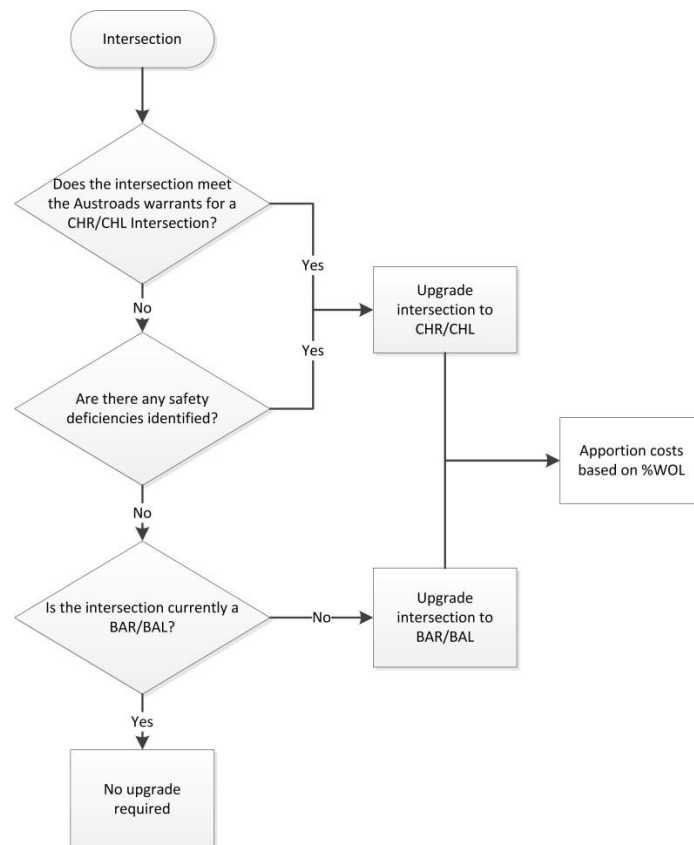 Intersection
Does the intersection meet
the Austroads warrants for a
CHR/CHL Intersection?
Yes
Upgrade
intersection to
CHR/CHL
No
Yes
Are there any safety
deficiencies identified?
Apportion costs
based on %WOL
No
Is the intersection currently a
BAR/BAL?
No
Upgrade
intersection to
BAR/BAL
Yes
No upgrade
required